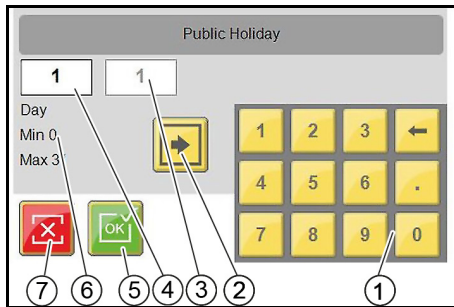 Public Holiday
1 1
Day
Min 0
Max 3
1 2 3 ←
4 5 6 .
OK
7 8 9 0
7 6 5 4 3 2 1